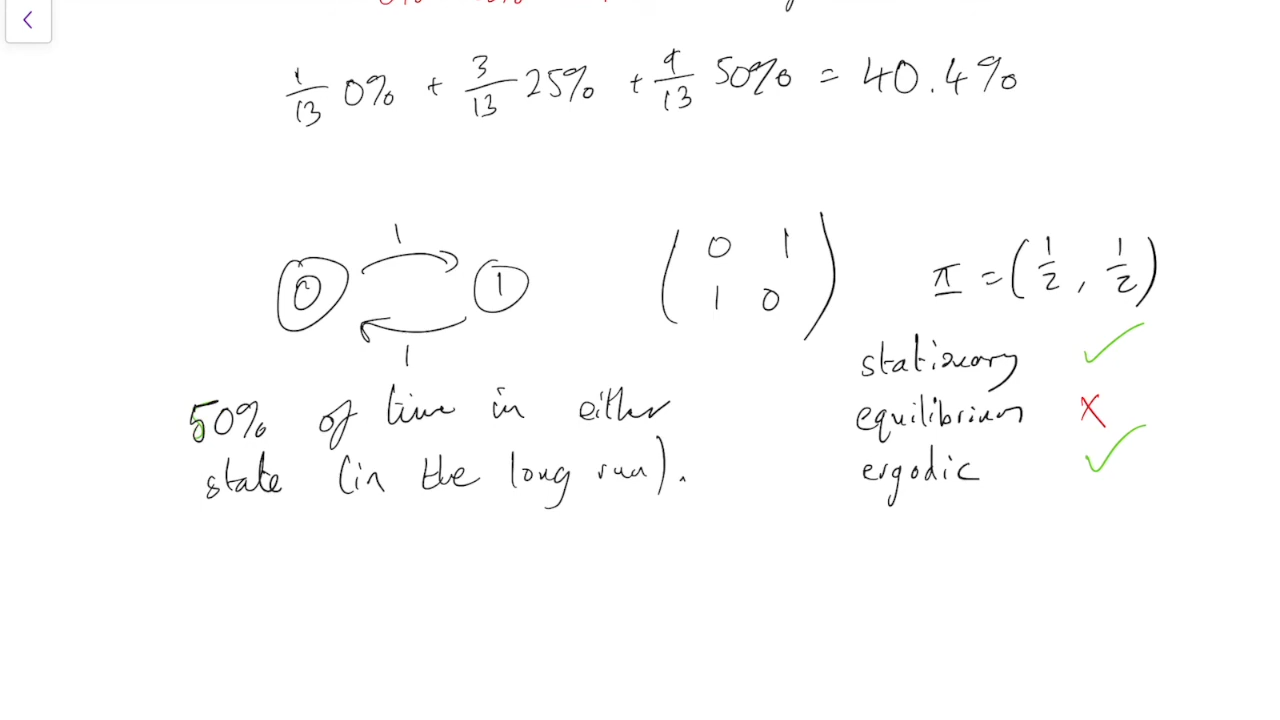 1/13 0% + 3/13 25% + 9/13 50% = 40.4%
1
0 1
1
( 0 1
1 0 )
π = (1/2, 1/2)
stationary ✓
equilibrium ✗
ergodic ✓
50% of time in either
state (in the long run).